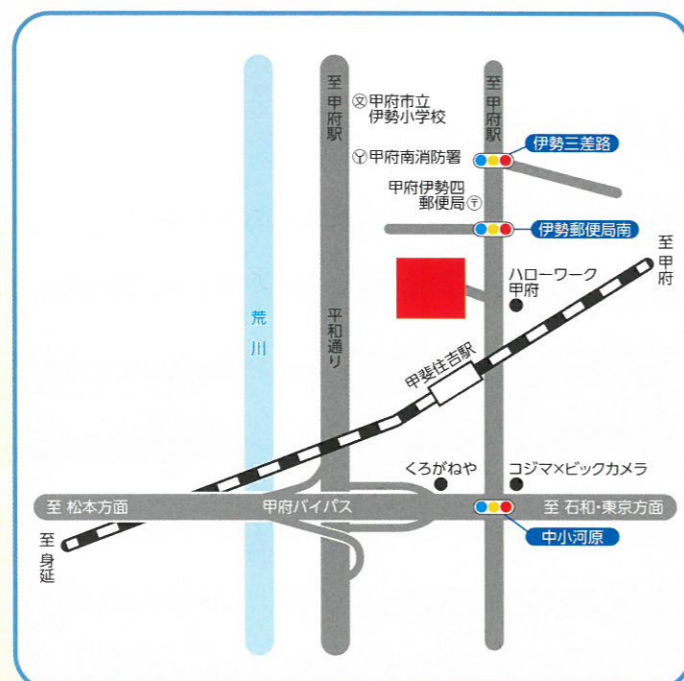 至 甲府駅
㊫甲府市立
伊勢小学校
甲府南消防署
至 甲府駅
伊勢三差路
甲府伊勢四
郵便局〶
伊勢郵便局南
至 甲府
ハローワーク
甲府
荒川
平和通り
甲斐住吉駅
くろがねや
コジマ×ビックカメラ
至 松本方面
甲府バイパス
至 石和・東京方面
中小河原
至 身延